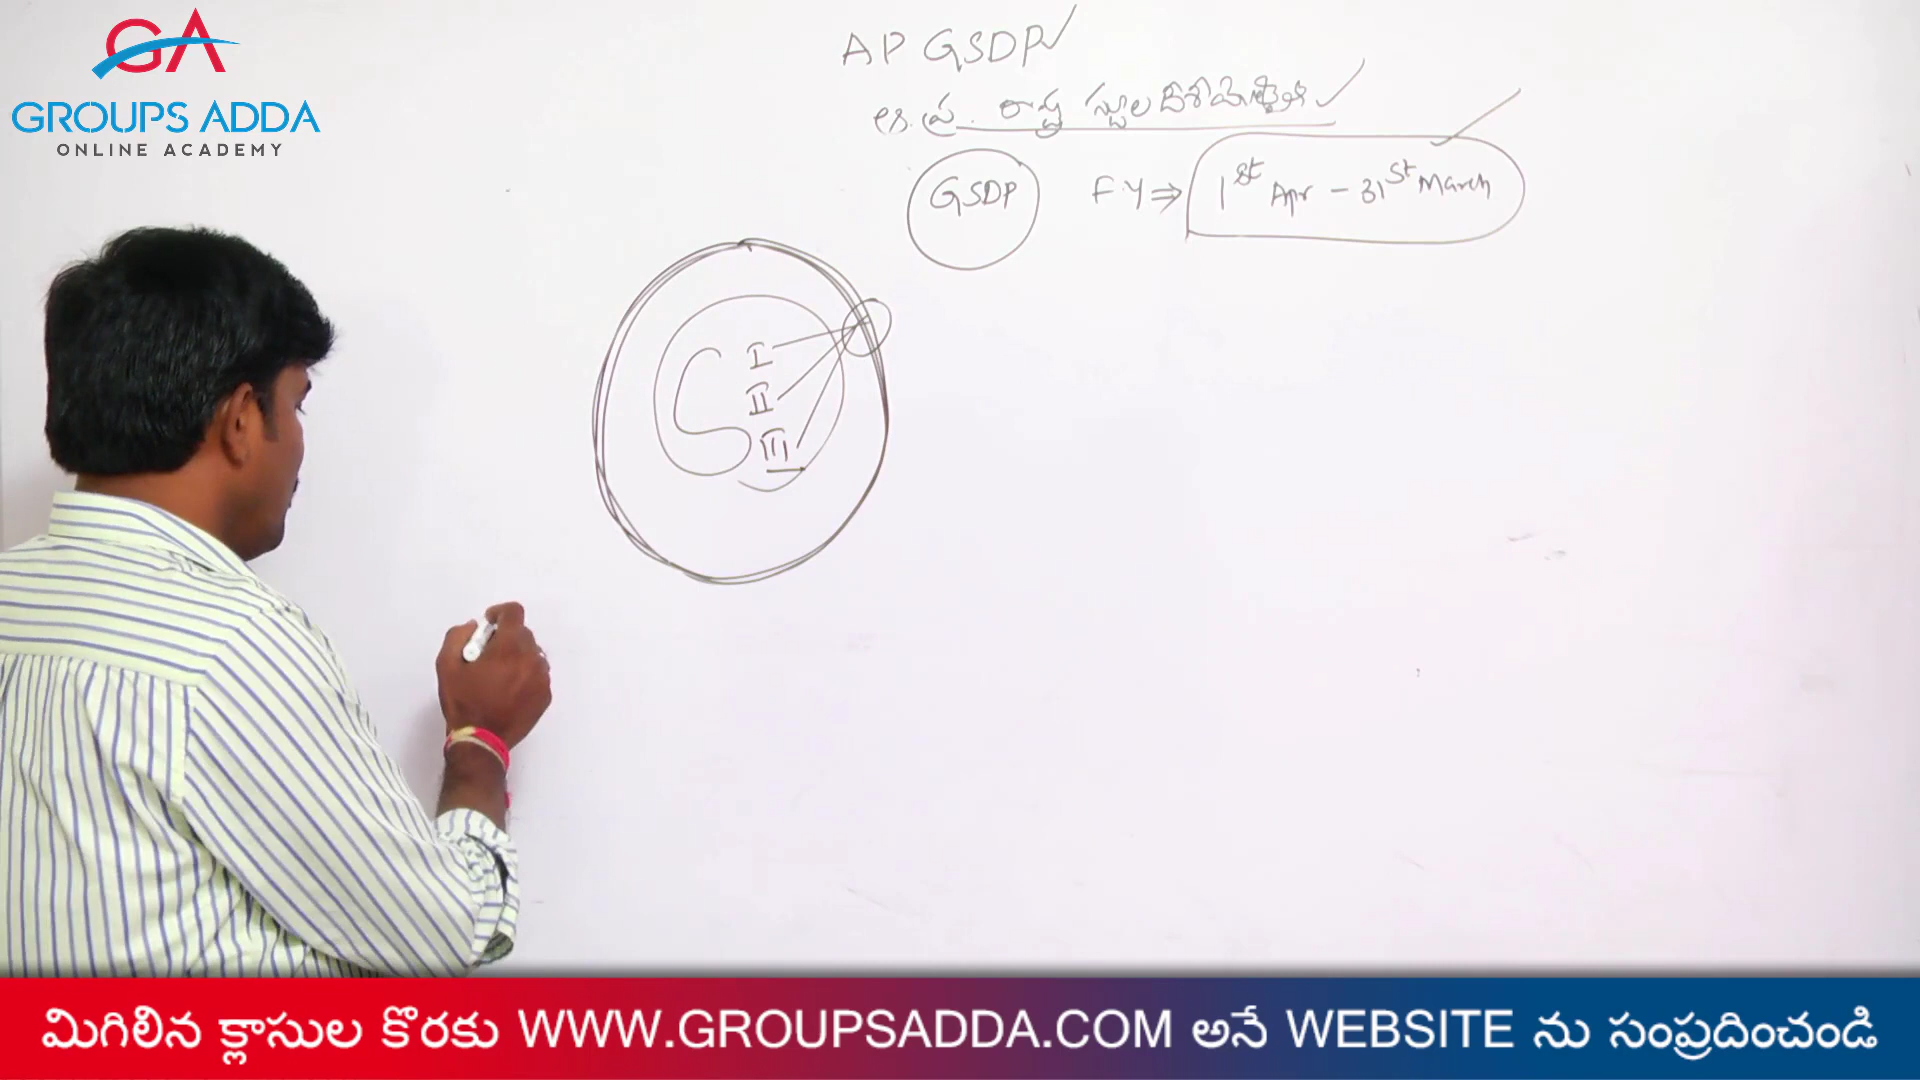 GA
GROUPS ADDA
ONLINE ACADEMY
AP GSDP
ఆ.ప్ర. రాష్ట్ర స్థూల
GSDP F.Y ⇒ 1st Apr - 31st March
I
II
III
మిగిలిన క్లాసుల కొరకు WWW.GROUPSADDA.COM అనే WEBSITE ను సంప్రదించండి